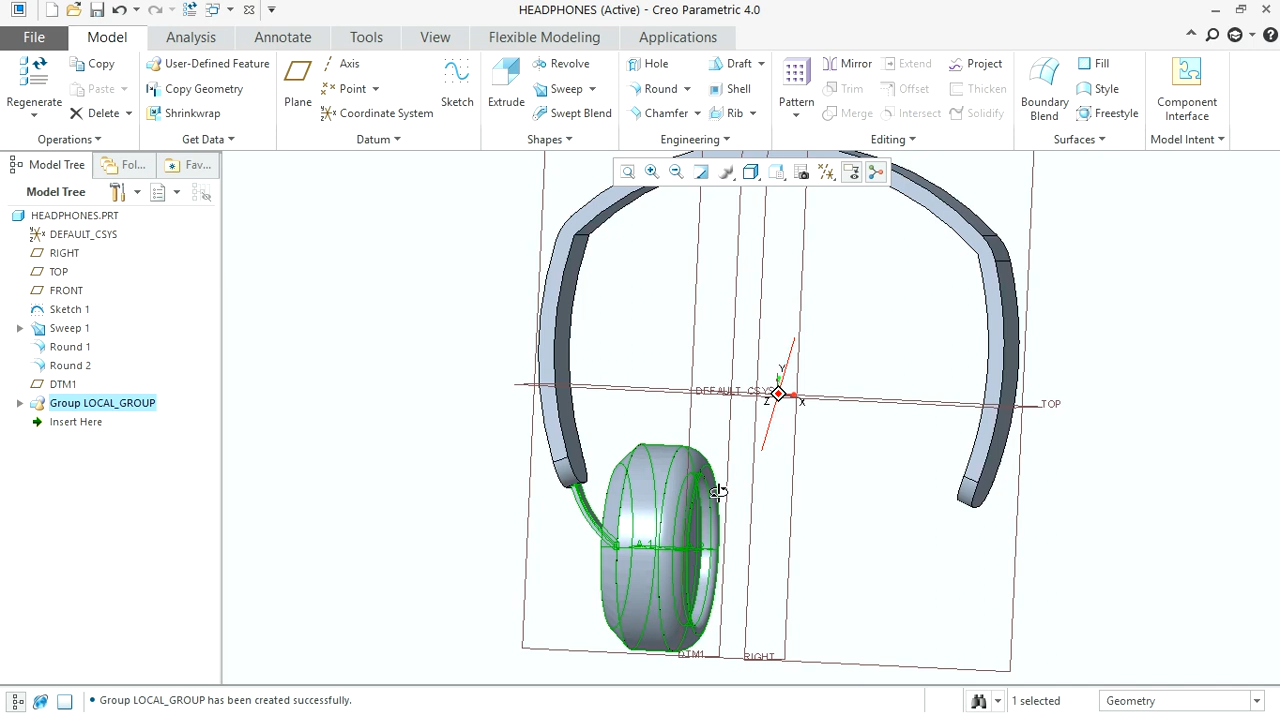 HEADPHONES (Active) - Creo Parametric 4.0
File Model Analysis Annotate Tools View Flexible Modeling Applications
Regenerate
Copy
Paste
Delete
Operations
User-Defined Feature
Copy Geometry
Shrinkwrap
Get Data
Plane
Axis
Point
Coordinate System
Sketch
Datum
Extrude
Revolve
Sweep
Swept Blend
Shapes
Hole
Round
Chamfer
Draft
Shell
Rib
Engineering
Pattern
Mirror
Trim
Merge
Extend
Offset
Intersect
Project
Thicken
Solidify
Editing
Boundary
Blend
Fill
Style
Freestyle
Surfaces
Component
Interface
Model Intent
Model Tree Fol... Fav...
Model Tree
HEADPHONES.PRT
DEFAULT_CSYS
RIGHT
TOP
FRONT
Sketch 1
Sweep 1
Round 1
Round 2
DTM1
Group LOCAL_GROUP
Insert Here
Y
DEFAULT_CSYS
Z
X
TOP
A_1
DTM1
RIGHT
Group LOCAL_GROUP has been created successfully.
1 selected
Geometry